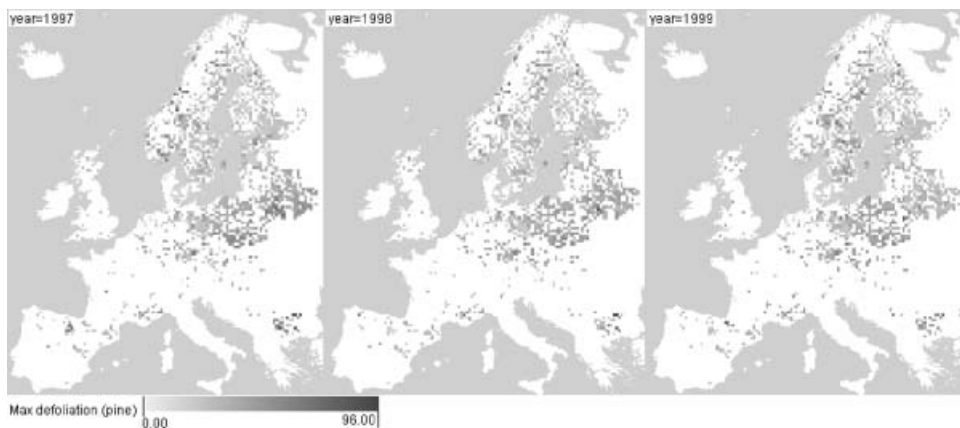 year=1997
year=1998
year=1999
Max defoliation (pine)
0.00
96.00